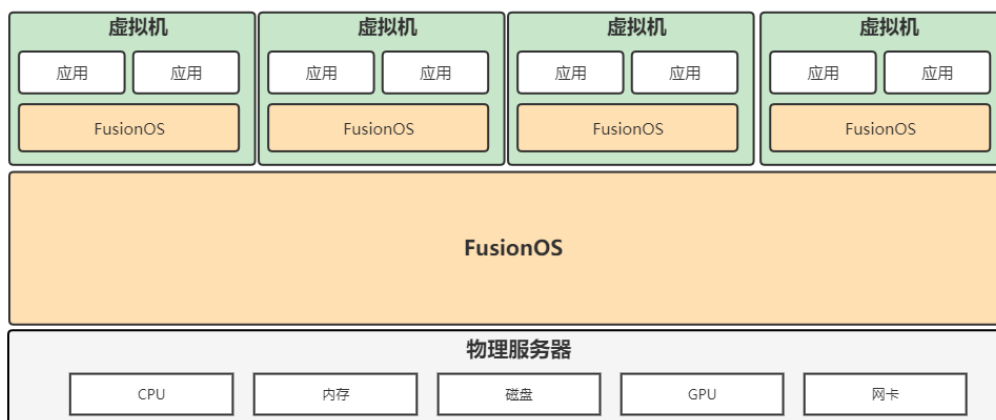 虚拟机 虚拟机 虚拟机 虚拟机
应用 应用 应用 应用 应用 应用 应用 应用
FusionOS FusionOS FusionOS FusionOS
FusionOS
物理服务器
CPU 内存 磁盘 GPU 网卡